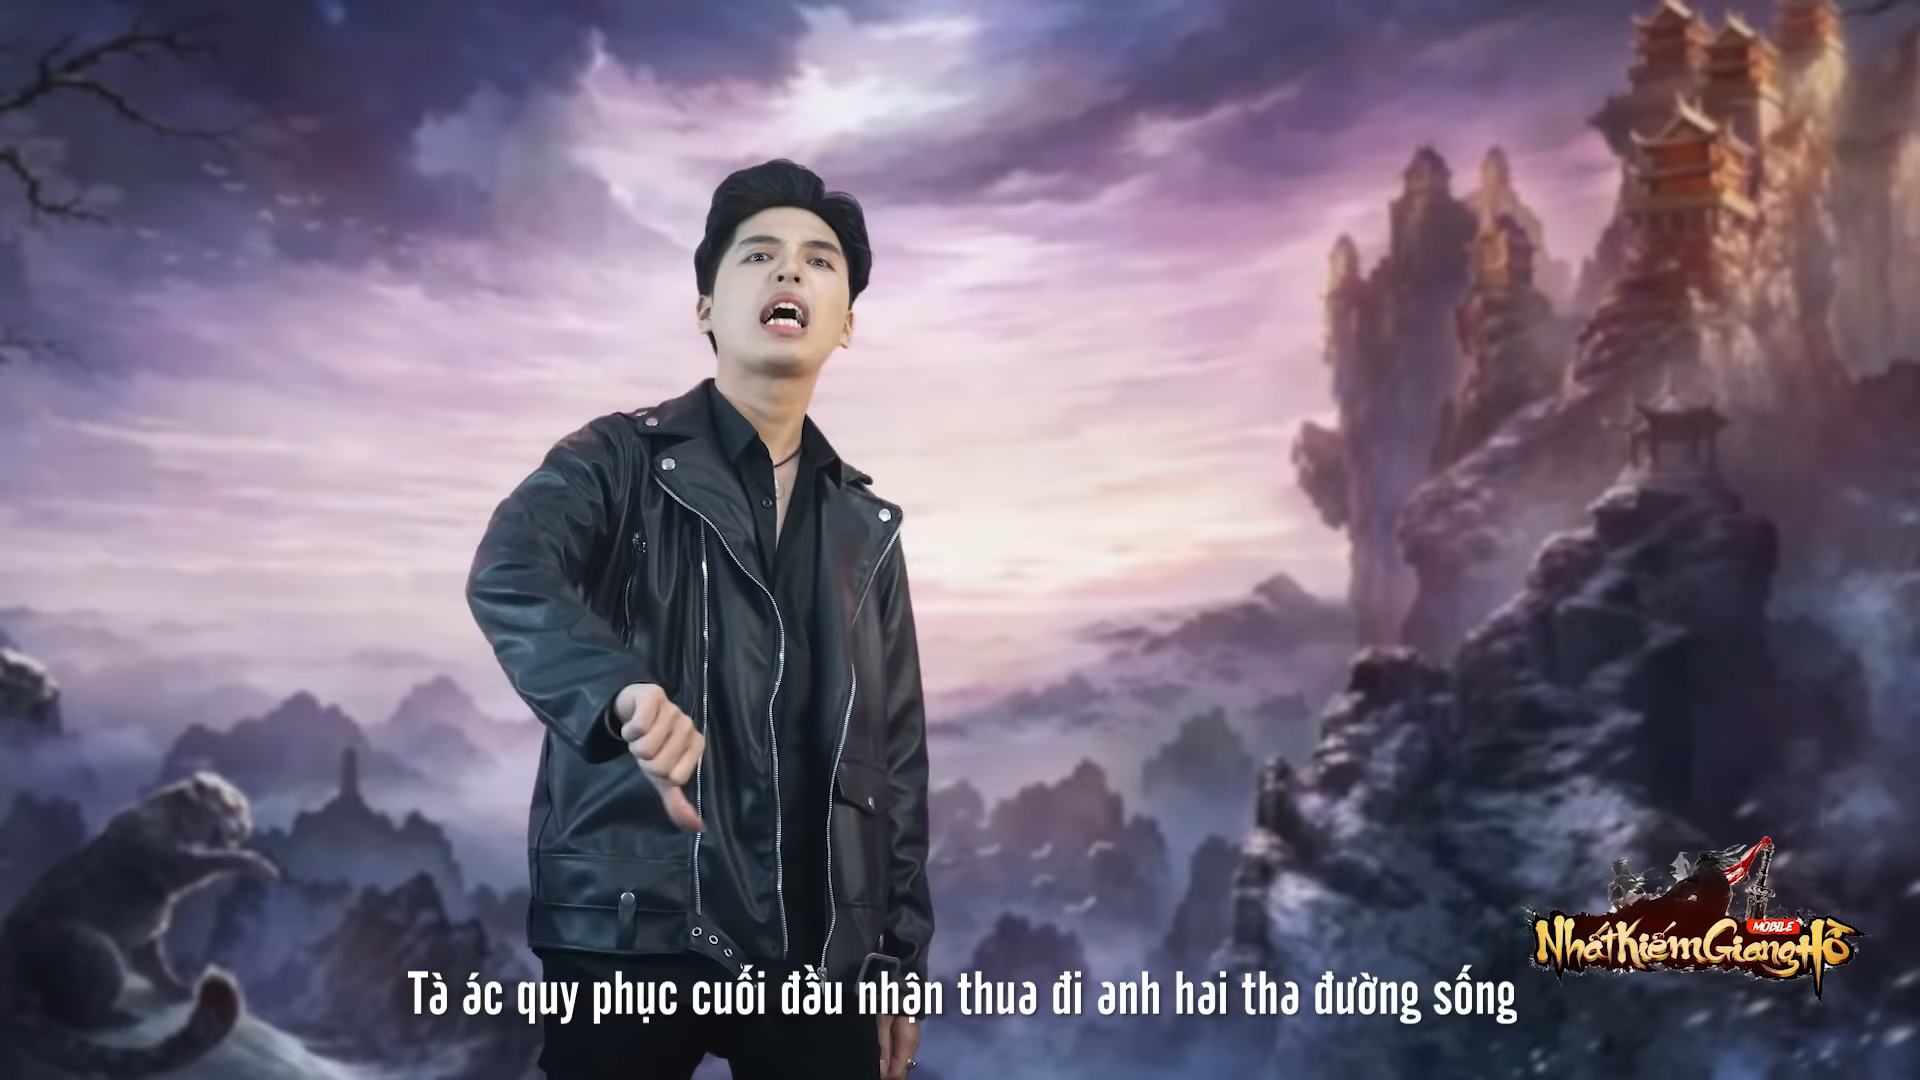 MOBILE
NhấtKiếmGiangHồ
Tà ác quy phục cuối đầu nhận thua đi anh hai tha đường sống